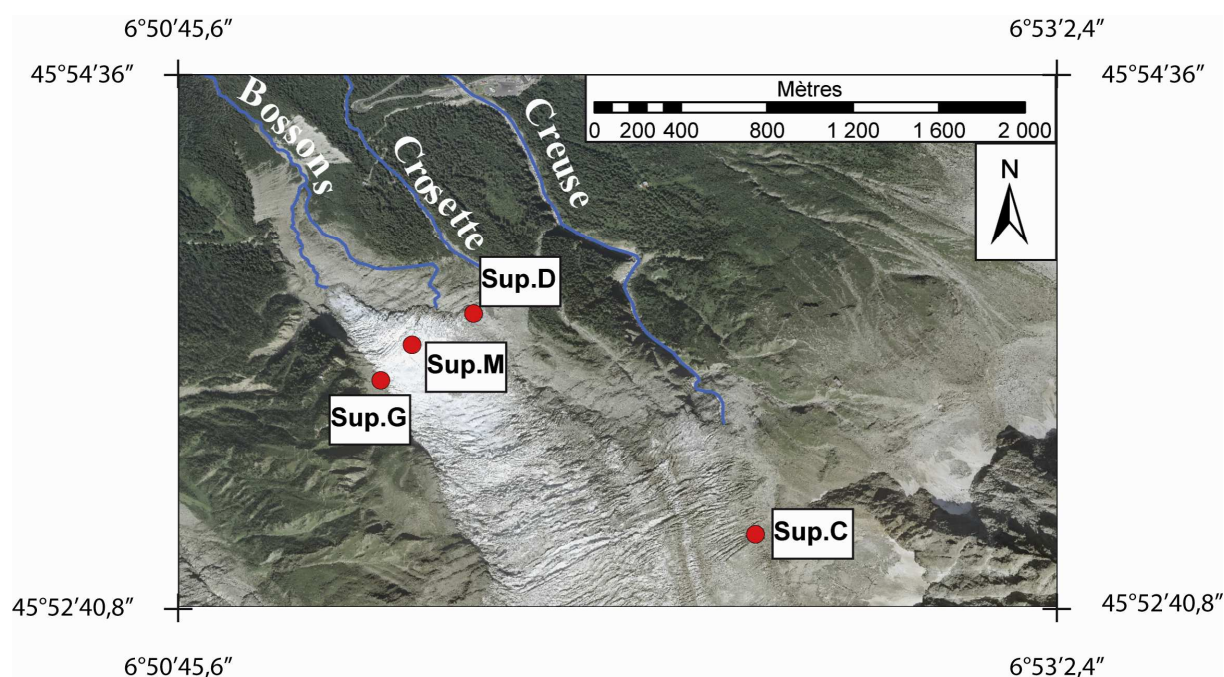 6°50′45,6″ 6°53′2,4″
45°54′36″ 45°54′36″
Mètres
0 200 400 800 1 200 1 600 2 000
N
Bossons
Crosette
Creuse
Sup.D
Sup.M
Sup.G
Sup.C
45°52′40,8″ 45°52′40,8″
6°50′45,6″ 6°53′2,4″